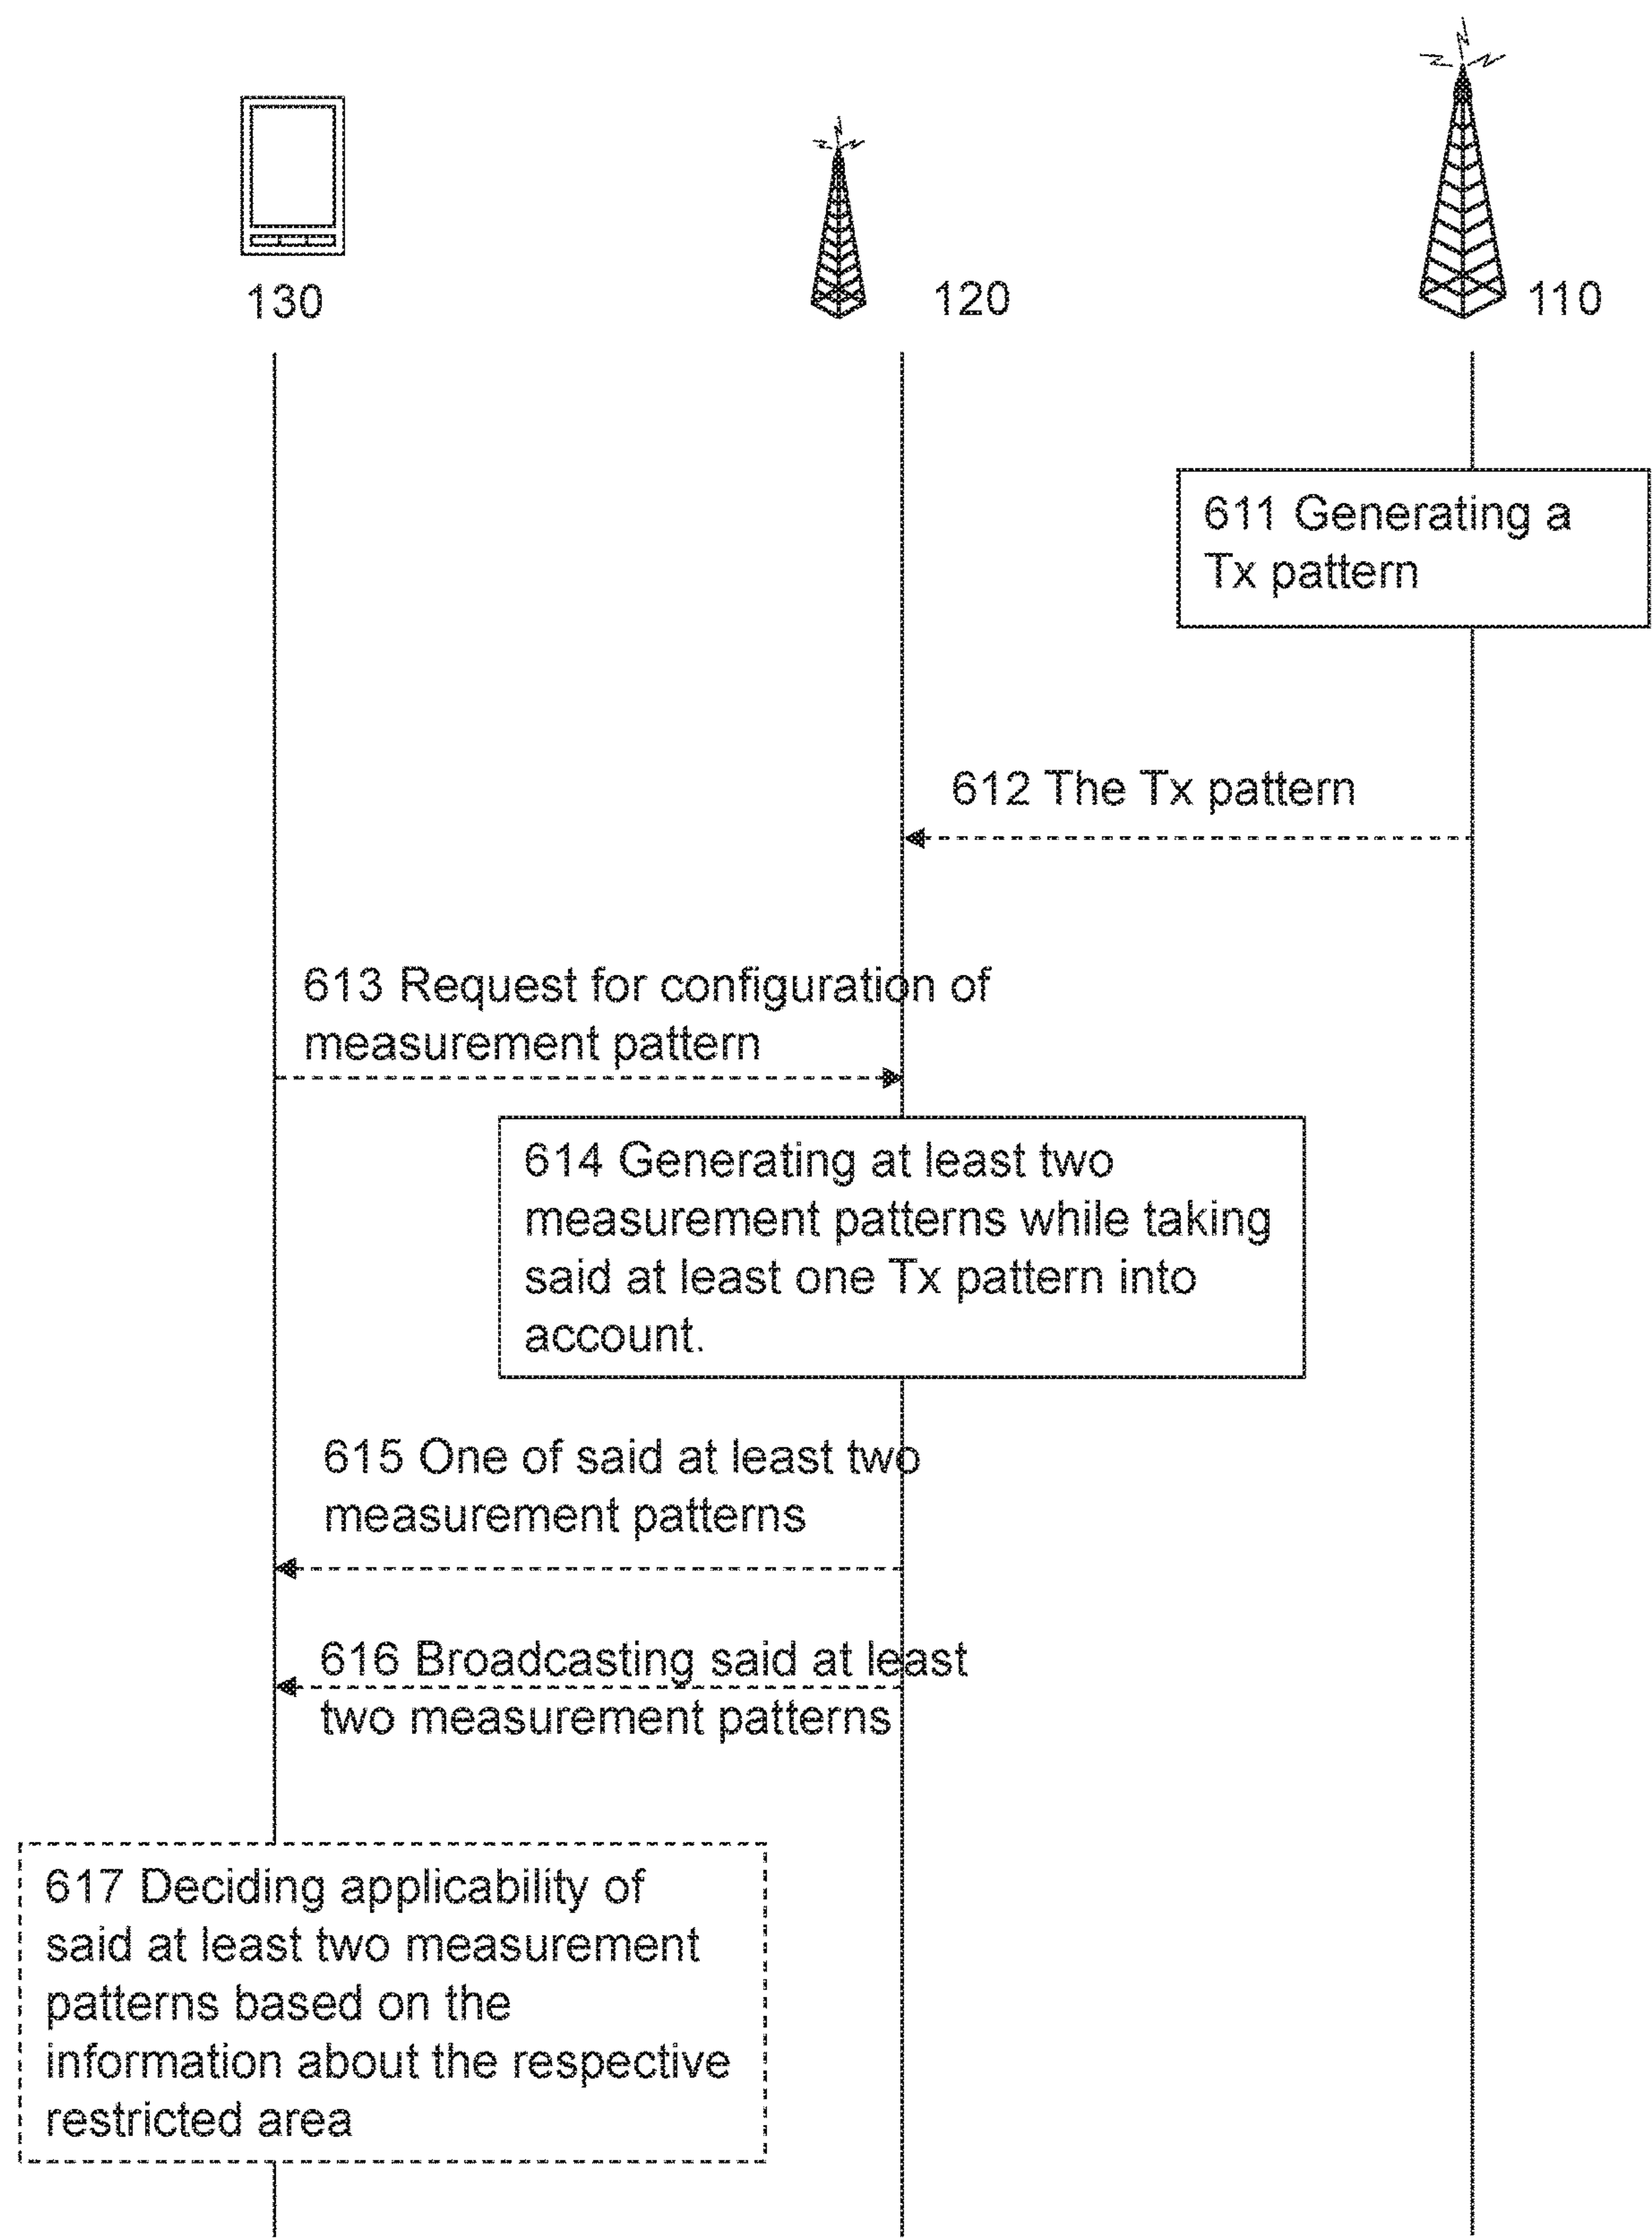 130
120
110
611 Generating a
Tx pattern
612 The Tx pattern
613 Request for configuration of
measurement pattern
614 Generating at least two
measurement patterns while taking
said at least one Tx pattern into
account.
615 One of said at least two
measurement patterns
616 Broadcasting said at least
two measurement patterns
617 Deciding applicability of
said at least two measurement
patterns based on the
information about the respective
restricted area